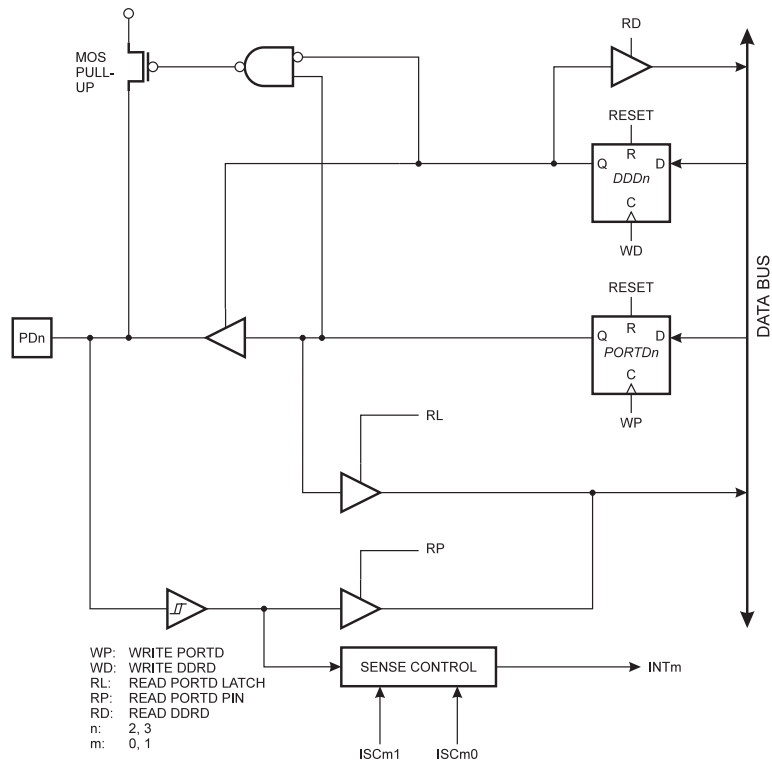 RD
MOS
PULL-
UP
RESET
R
Q
D
DDDn
C
WD
RESET
R
PDn
Q
D
PORTDn
C
WP
DATA BUS
RL
RP
WP: WRITE PORTD
WD: WRITE DDRD
RL: READ PORTD LATCH
RP: READ PORTD PIN
RD: READ DDRD
n: 2, 3
m: 0, 1
SENSE CONTROL
INTm
ISCm1
ISCm0